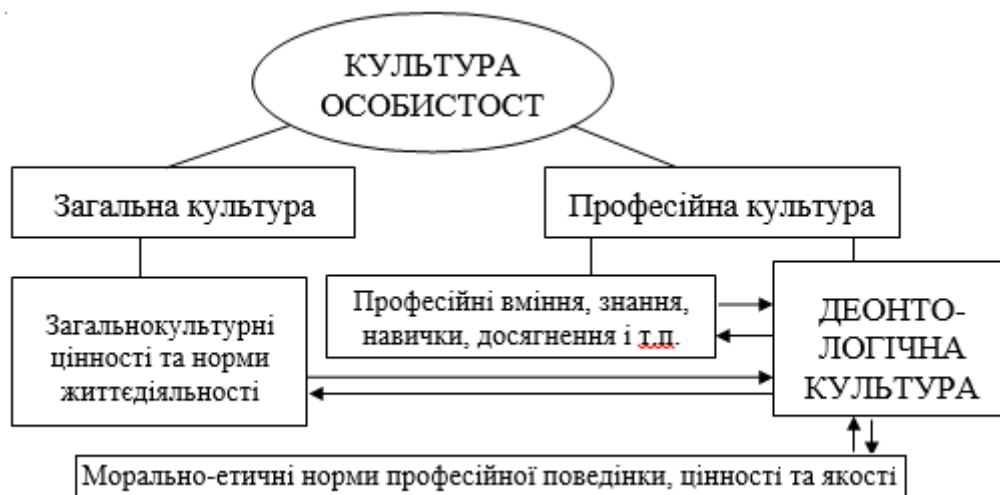 КУЛЬТУРА
ОСОБИСТОСТ
Загальна культура
Професійна культура
Загальнокультурні
цінності та норми
життєдіяльності
Професійні вміння, знання,
навички, досягнення і т.п.
ДЕОНТО-
ЛОГІЧНА
КУЛЬТУРА
Морально-етичні норми професійної поведінки, цінності та якості